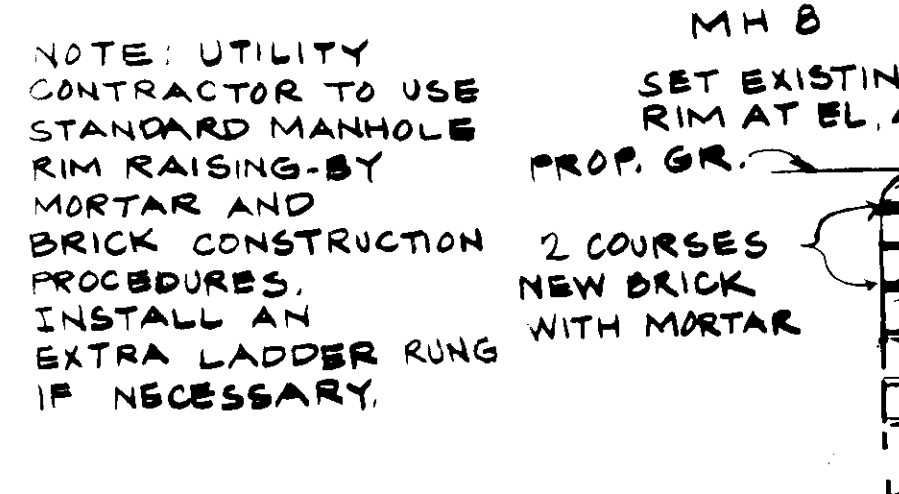 NOTE: UTILITY
CONTRACTOR TO USE
STANDARD MANHOLE
RIM RAISING-BY
MORTAR AND
BRICK CONSTRUCTION
PROCEDURES.
INSTALL AN
EXTRA LADDER RUNG
IF NECESSARY.
MH 8
SET EXISTIN
RIM AT EL.
PROP. GR.
2 COURSES
NEW BRICK
WITH MORTAR